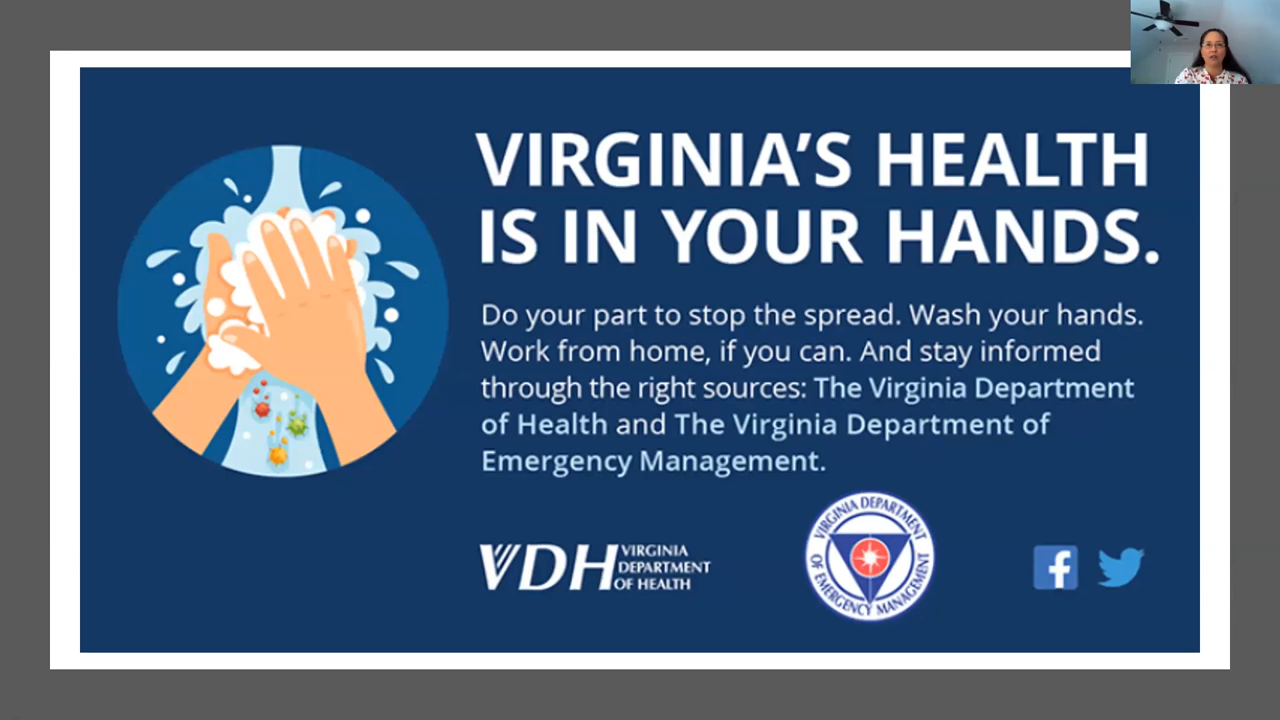 VIRGINIA'S HEALTH
IS IN YOUR HANDS.
Do your part to stop the spread. Wash your hands.
Work from home, if you can. And stay informed
through the right sources: The Virginia Department
of Health and The Virginia Department of
Emergency Management.
VDH VIRGINIA
DEPARTMENT
OF HEALTH
VIRGINIA DEPARTMENT
OF EMERGENCY MANAGEMENT
f